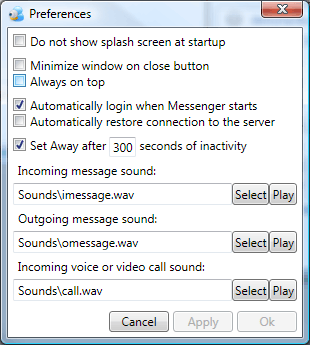 Preferences
Do not show splash screen at startup
Minimize window on close button
Always on top
Automatically login when Messenger starts
Automatically restore connection to the server
Set Away after 300 seconds of inactivity
Incoming message sound:
Sounds\imessage.wav Select Play
Outgoing message sound:
Sounds\omessage.wav Select Play
Incoming voice or video call sound:
Sounds\call.wav Select Play
Cancel Apply Ok